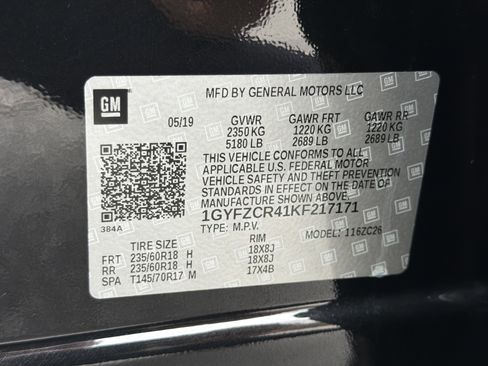 GM
MFD BY GENERAL MOTORS LLC
05/19 GVWR GAWR FRT GAWR RR
2350 KG 1220 KG 1220 KG
5180 LB 2689 LB 2689 LB
THIS VEHICLE CONFORMS TO ALL
APPLICABLE U.S. FEDERAL MOTOR
VEHICLE SAFETY AND THEFT PREVENTION
STANDARDS IN EFFECT ON THE DATE OF
MANUFACTURE SHOWN ABOVE.
1GYFZCR41KF217171
384A TYPE: M.P.V. MODEL: 116ZC26
TIRE SIZE RIM
FRT 235/60R18 H 18X8J
RR 235/60R18 H 18X8J
SPA T145/70R17 M 17X4B